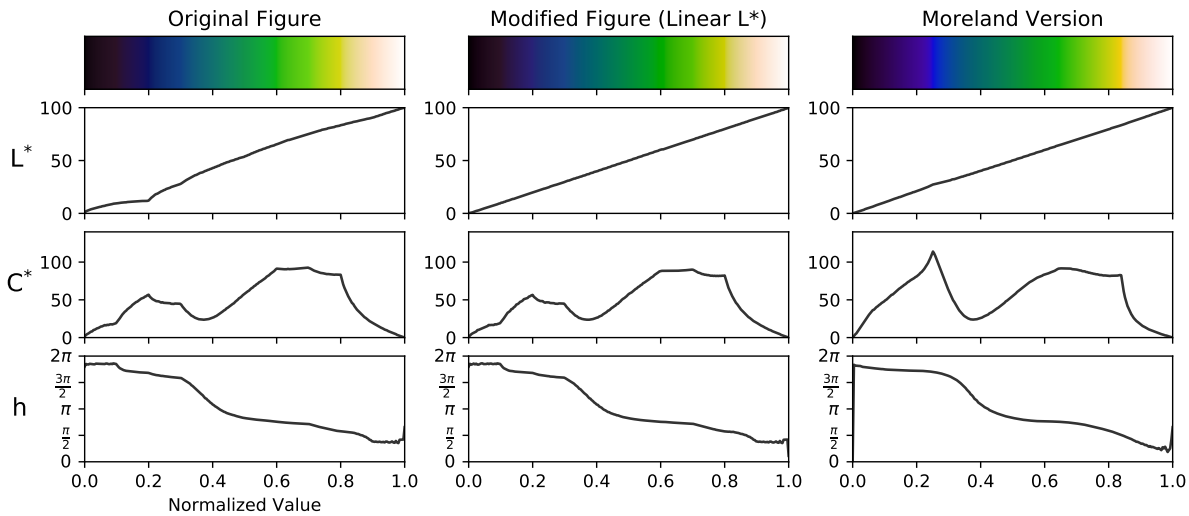 Original Figure
Modified Figure (Linear L*)
Moreland Version
L*
100
50
0
100
50
0
100
50
0
C*
100
50
0
100
50
0
100
50
0
h
2π
3π/2
π
π/2
0
2π
3π/2
π
π/2
0
2π
3π/2
π
π/2
0
0.0 0.2 0.4 0.6 0.8 1.0
0.0 0.2 0.4 0.6 0.8 1.0
0.0 0.2 0.4 0.6 0.8 1.0
Normalized Value